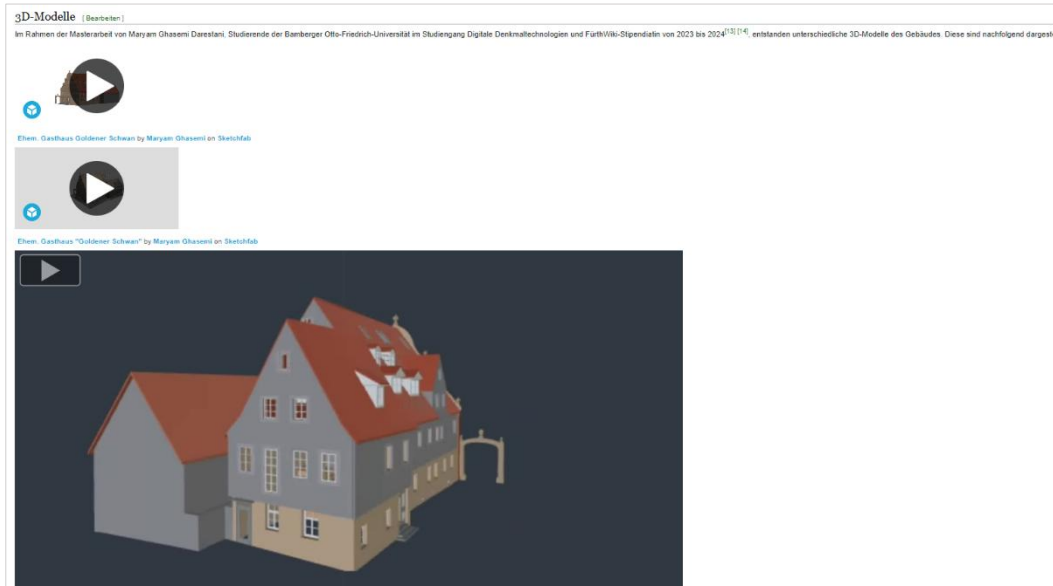 3D-Modelle [ Bearbeiten ]
Im Rahmen der Masterarbeit von Maryam Ghasemi Darestani, Studierende der Bamberger Otto-Friedrich-Universität im Studiengang Digitale Denkmaltechnologien und FürthWiki-Stipendiatin von 2023 bis 2024[13] [14], entstanden unterschiedliche 3D-Modelle des Gebäudes. Diese sind nachfolgend dargest
Ehem. Gasthaus Goldener Schwan by Maryam Ghasemi on Sketchfab
Ehem. Gasthaus "Goldener Schwan" by Maryam Ghasemi on Sketchfab